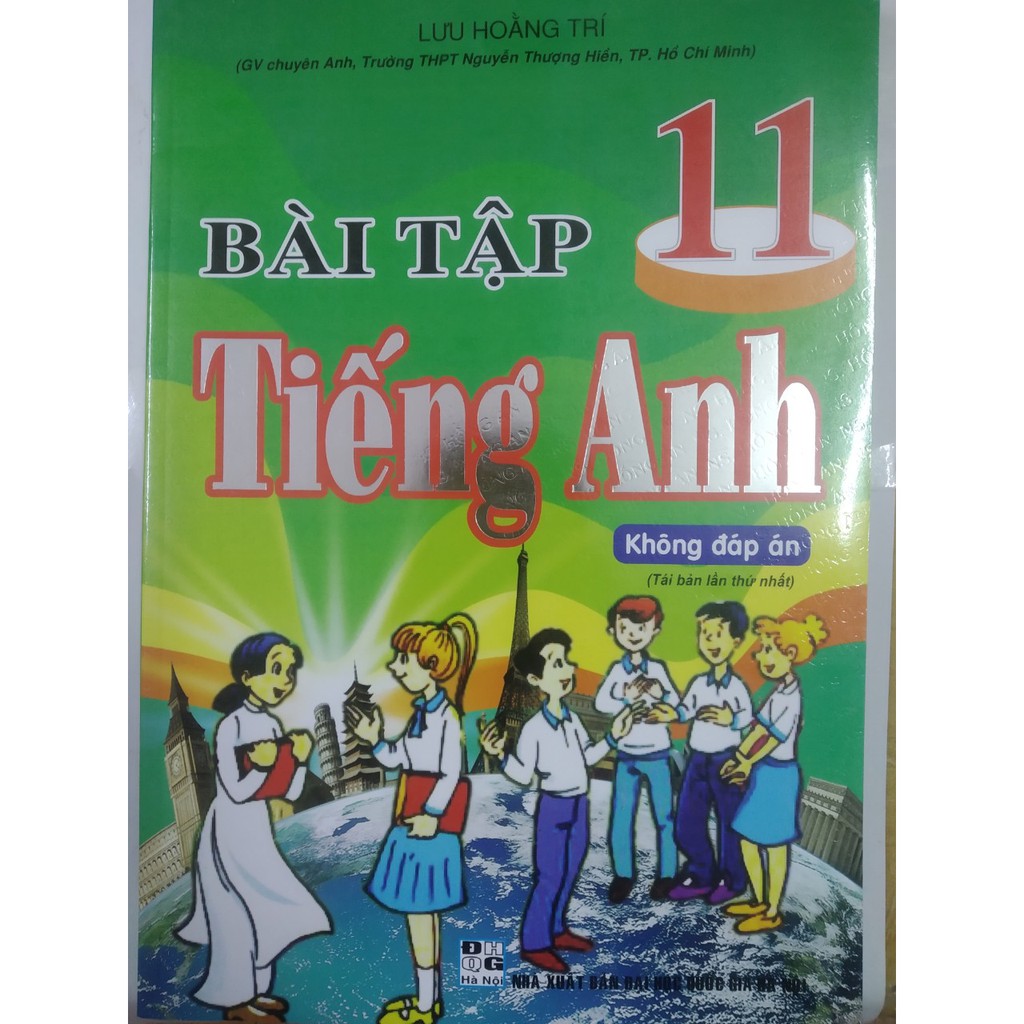 LƯU HOẰNG TRÍ
(GV chuyên Anh, Trường THPT Nguyễn Thượng Hiền, TP. Hồ Chí Minh)
11
BÀI TẬP
Tiếng Anh
Không đáp án
(Tái bản lần thứ nhất)
ĐH
QG
Hà Nội
NHÀ XUẤT BẢN ĐẠI HỌC QUỐC GIA HÀ NỘI